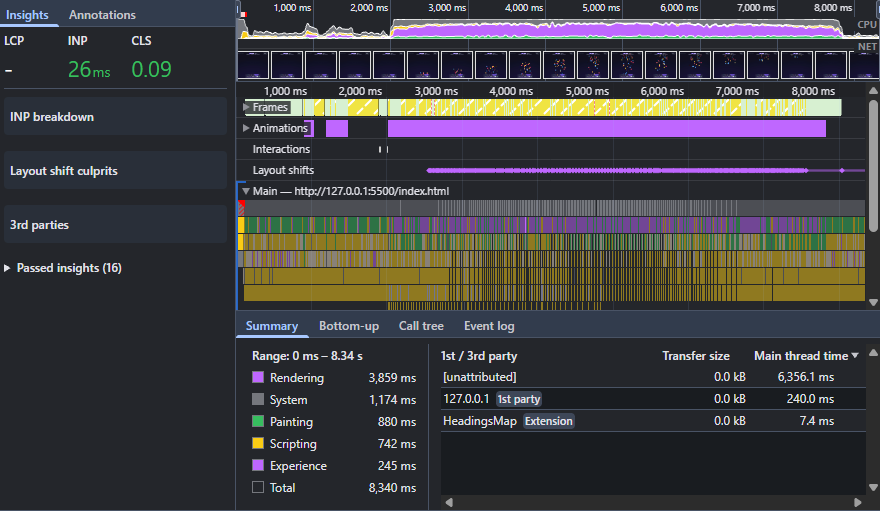 Insights Annotations
LCP INP CLS
- 26ms 0.09
INP breakdown
Layout shift culprits
3rd parties
Passed insights (16)
1,000 ms 2,000 ms 3,000 ms 4,000 ms 5,000 ms 6,000 ms 7,000 ms 8,000 ms
CPU
NET
1,000 ms 2,000 ms 3,000 ms 4,000 ms 5,000 ms 6,000 ms 7,000 ms 8,000 ms
Frames
Animations
Interactions
Layout shifts
Main — http://127.0.0.1:5500/index.html
Summary Bottom-up Call tree Event log
Range: 0 ms – 8.34 s
Rendering 3,859 ms
System 1,174 ms
Painting 880 ms
Scripting 742 ms
Experience 245 ms
Total 8,340 ms
1st / 3rd party Transfer size Main thread time
[unattributed] 0.0 kB 6,356.1 ms
127.0.0.1 1st party 0.0 kB 240.0 ms
HeadingsMap Extension 0.0 kB 7.4 ms